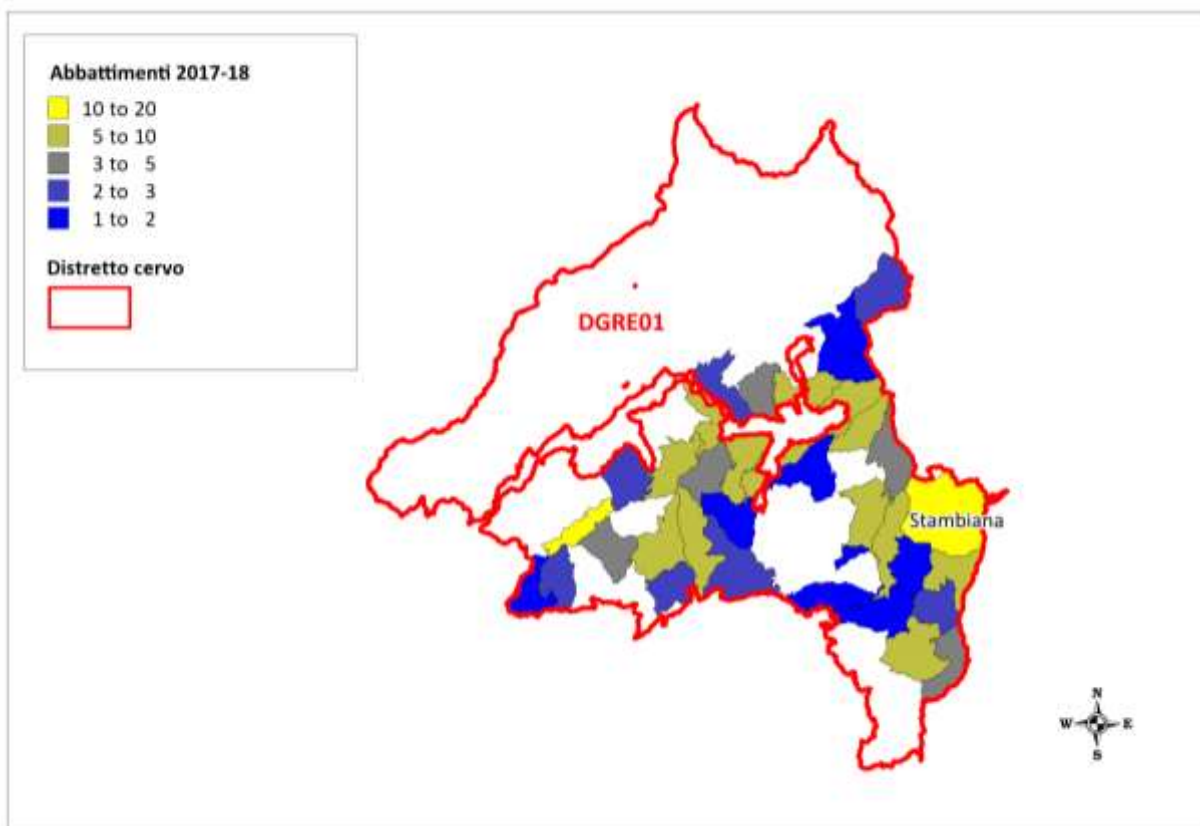 Abbattimenti 2017-18
10 to 20
5 to 10
3 to 5
2 to 3
1 to 2
Distretto cervo
DGRE01
Stambiana
N
W E
S